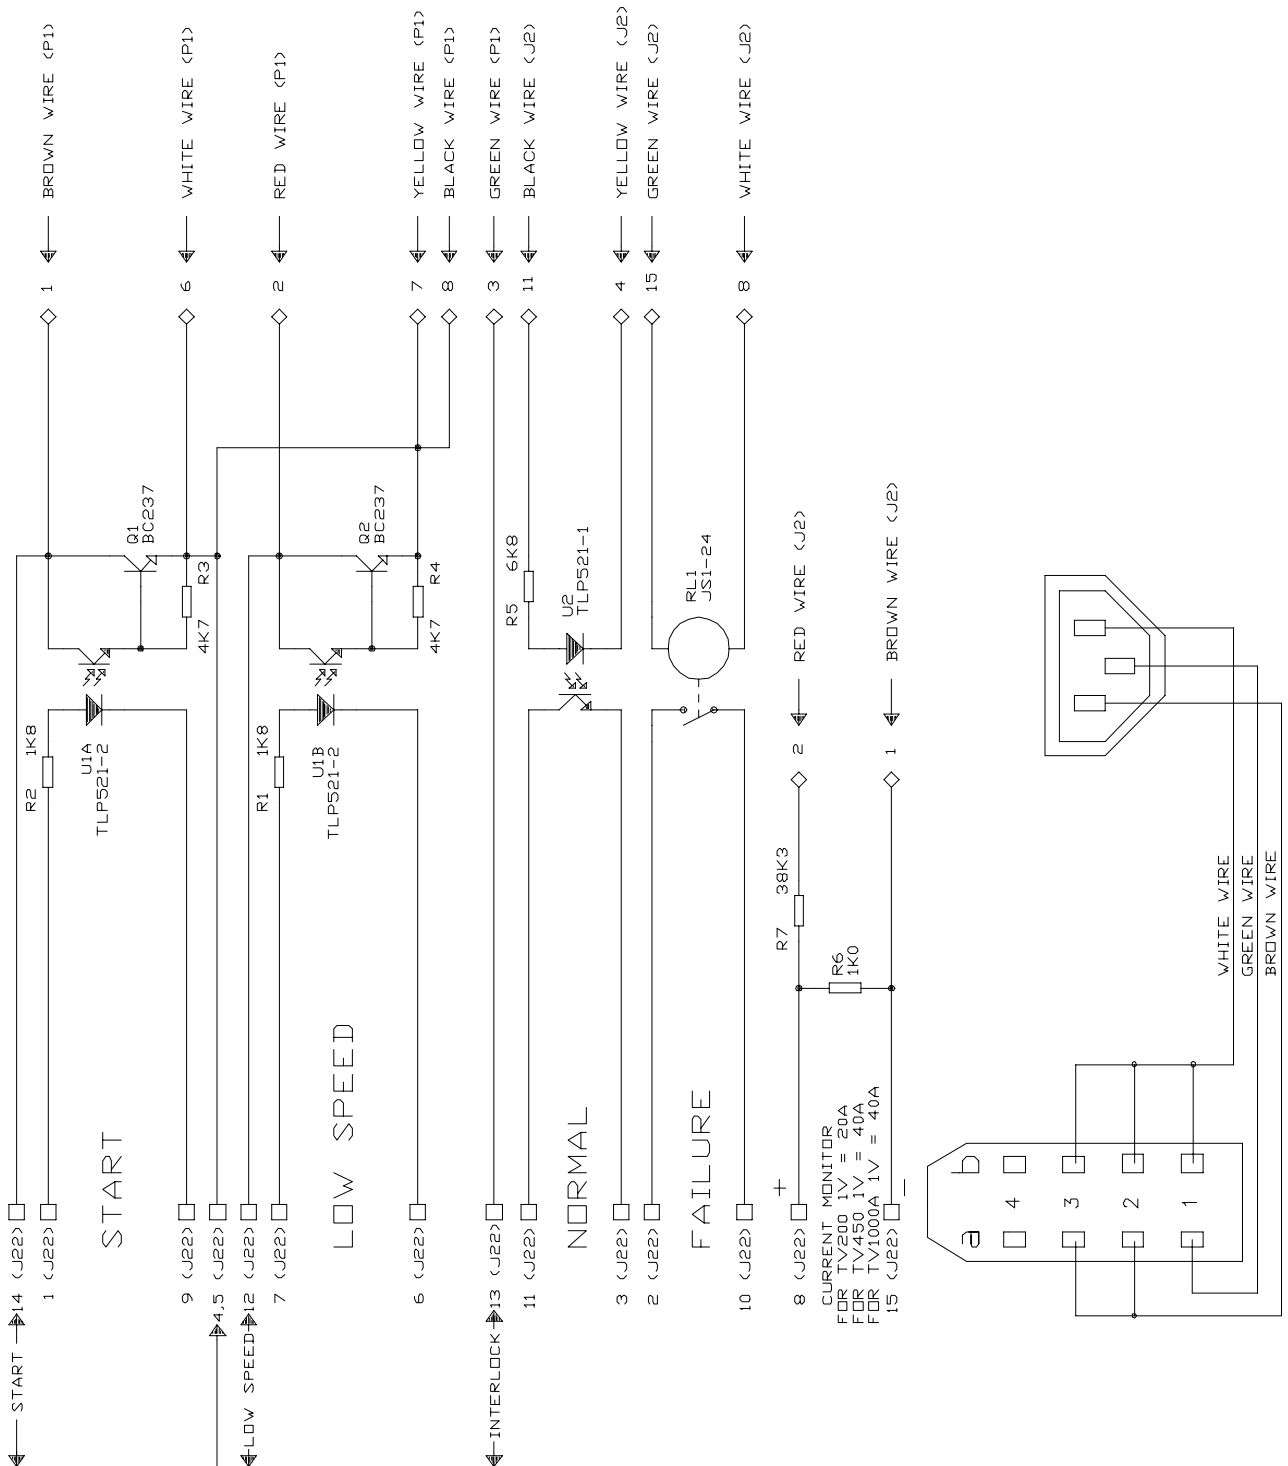 START 14 (J22)
1 (J22)
R2 1K8
U1A
TLP521-2
START
9 (J22)
4K7 R3
Q1
BC237
1 BROWN WIRE (P1)
6 WHITE WIRE (P1)
4,5 (J22)
LOW SPEED 12 (J22)
7 (J22)
R1 1K8
U1B
TLP521-2
LOW SPEED
6 (J22)
4K7 R4
Q2
BC237
2 RED WIRE (P1)
7 YELLOW WIRE (P1)
8 BLACK WIRE (P1)
INTERLOCK 13 (J22)
3 GREEN WIRE (P1)
11 (J22)
R5 6K8
11 BLACK WIRE (J2)
NORMAL
U2
TLP521-1
3 (J22)
4 YELLOW WIRE (J2)
2 (J22)
15 GREEN WIRE (J2)
FAILURE
RL1
JS1-24
10 (J22)
8 WHITE WIRE (J2)
+
8 (J22)
R7 38K3
2 RED WIRE (J2)
CURRENT MONITOR
FOR TV200 1V = 20A
FOR TV450 1V = 40A
FOR TV1000A 1V = 40A
R6
1K0
15 (J22)
−
1 BROWN WIRE (J2)
a d
4
3
2
1
WHITE WIRE
GREEN WIRE
BROWN WIRE